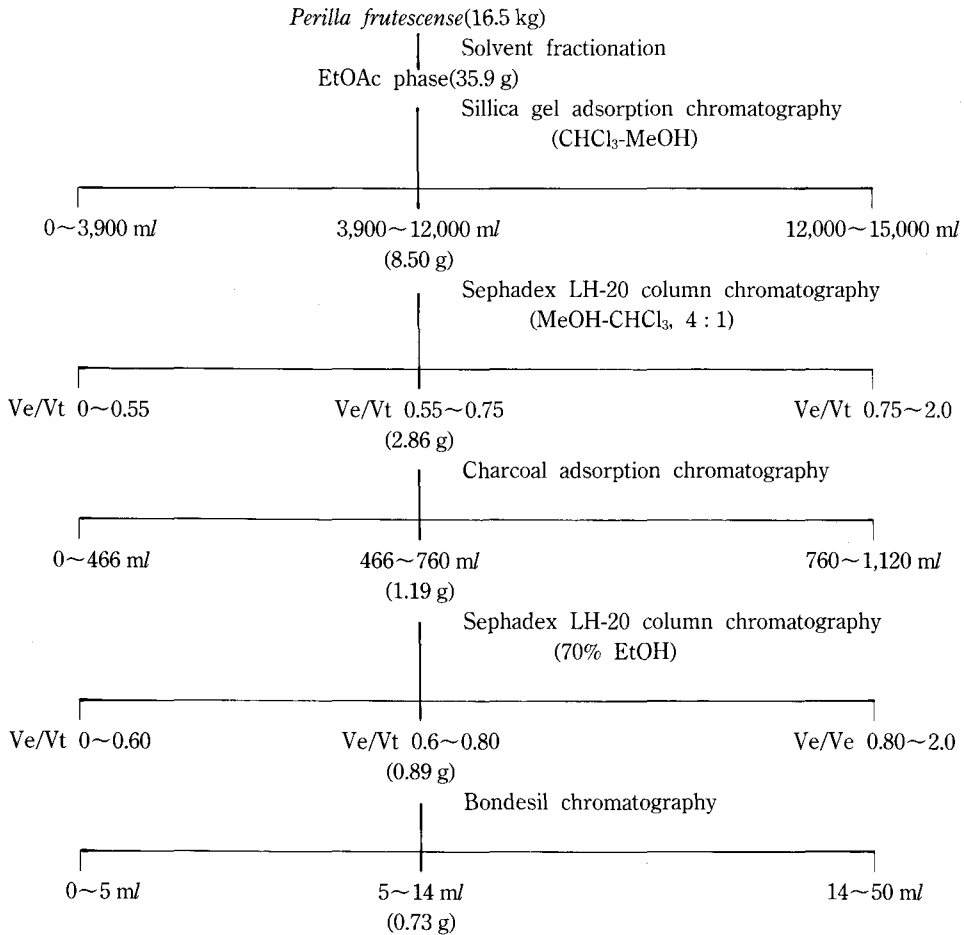 Perilla frutescense(16.5 kg)
Solvent fractionation
EtOAc phase(35.9 g)
Sillica gel adsorption chromatography
(CHCl₃-MeOH)
0~3,900 ml 3,900~12,000 ml 12,000~15,000 ml
(8.50 g)
Sephadex LH-20 column chromatography
(MeOH-CHCl₃, 4 : 1)
Ve/Vt 0~0.55 Ve/Vt 0.55~0.75 Ve/Vt 0.75~2.0
(2.86 g)
Charcoal adsorption chromatography
0~466 ml 466~760 ml 760~1,120 ml
(1.19 g)
Sephadex LH-20 column chromatography
(70% EtOH)
Ve/Vt 0~0.60 Ve/Vt 0.6~0.80 Ve/Ve 0.80~2.0
(0.89 g)
Bondesil chromatography
0~5 ml 5~14 ml 14~50 ml
(0.73 g)